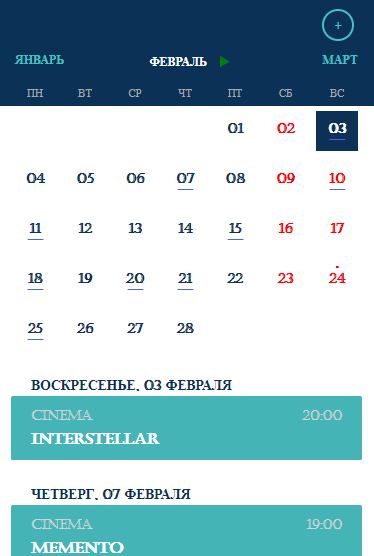 +
ЯНВАРЬ ФЕВРАЛЬ МАРТ
ПН ВТ СР ЧТ ПТ СБ ВС
01 02 03
04 05 06 07 08 09 10
11 12 13 14 15 16 17
18 19 20 21 22 23 24
25 26 27 28
ВОСКРЕСЕНЬЕ, 03 ФЕВРАЛЯ
CINEMA 20:00
INTERSTELLAR
ЧЕТВЕРГ, 07 ФЕВРАЛЯ
CINEMA 19:00
MEMENTO